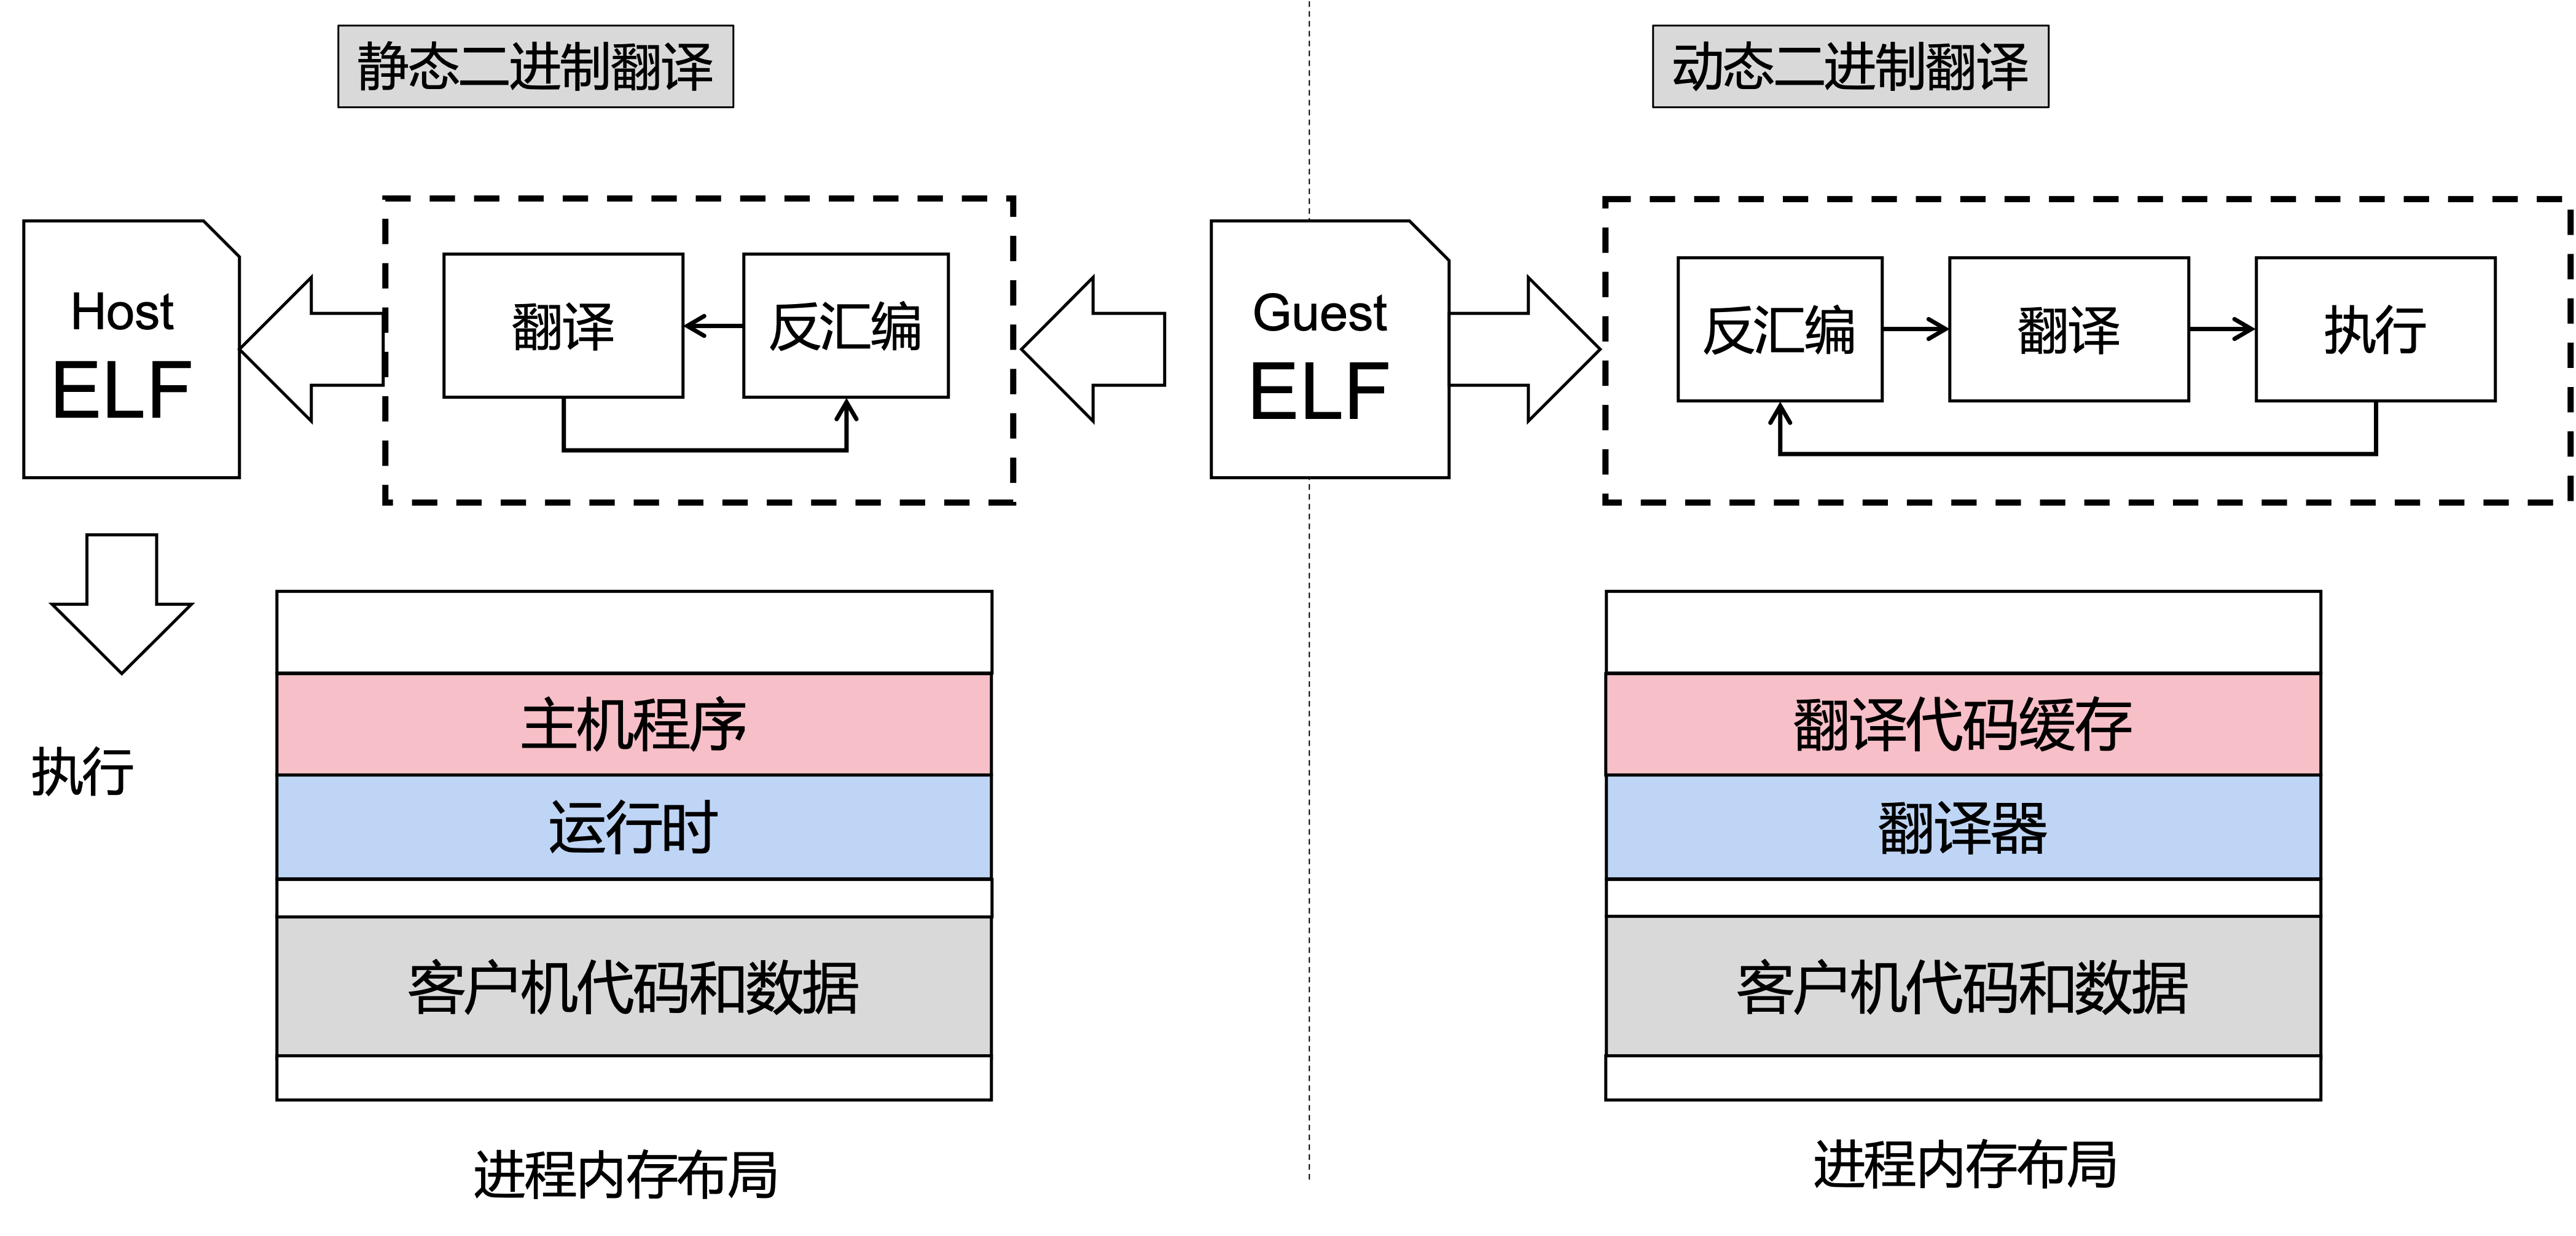 静态二进制翻译
动态二进制翻译
Host
ELF
翻译
反汇编
Guest
ELF
反汇编
翻译
执行
执行
主机程序
运行时
客户机代码和数据
进程内存布局
翻译代码缓存
翻译器
客户机代码和数据
进程内存布局